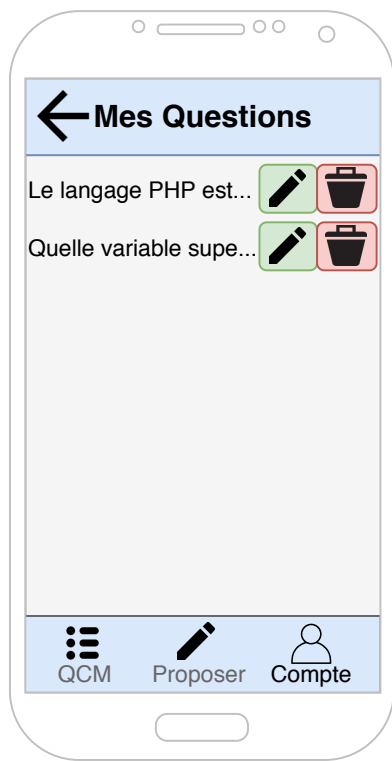 Mes Questions
Le langage PHP est...
Quelle variable supe...
QCM Proposer Compte